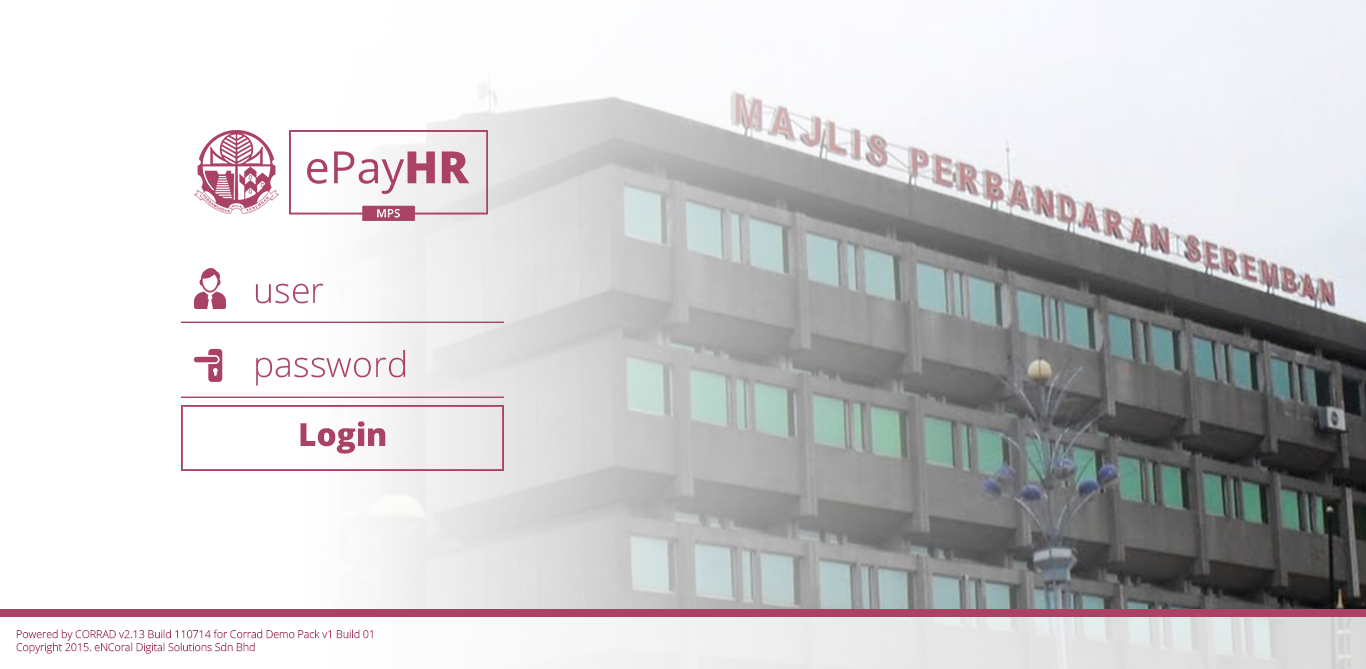 MAJLIS PERBANDARAN SEREMBAN
ePayHR
MPS
user
password
Login
Powered by CORRAD v2.13 Build 110714 for Corrad Demo Pack v1 Build 01
Copyright 2015. eNCoral Digital Solutions Sdn Bhd